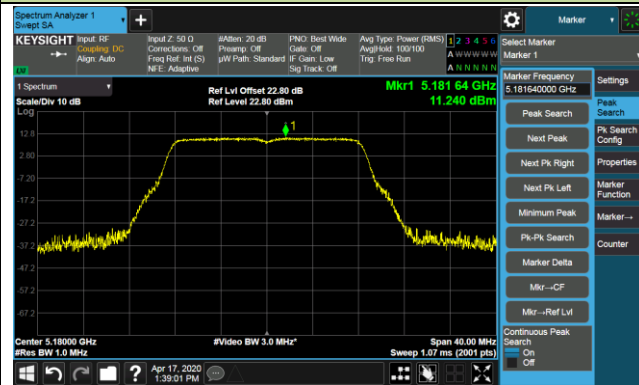 Spectrum Analyzer 1
Swept SA
Marker
KEYSIGHT
Input: RF
Coupling: DC
Align: Auto
Input Z: 50 Ω
Corrections: Off
Freq Ref: Int (S)
NFE: Adaptive
#Atten: 20 dB
Preamp: Off
µW Path: Standard
PNO: Best Wide
Gate: Off
IF Gain: Low
Sig Track: Off
Avg Type: Power (RMS)
Avg|Hold: 100/100
Trig: Free Run
1 2 3 4 5 6
A W W W W W
A N N N N N
LM
Select Marker
Marker 1
1 Spectrum
Scale/Div 10 dB
Ref Lvl Offset 22.80 dB
Ref Level 22.80 dBm
Mkr1 5.181 64 GHz
11.240 dBm
Log
12.8
2.80
-7.20
-17.2
-27.2
-37.2
-47.2
-57.2
-67.2
1
Center 5.18000 GHz
#Res BW 1.0 MHz
#Video BW 3.0 MHz*
Span 40.00 MHz
Sweep 1.07 ms (2001 pts)
Marker Frequency
5.181640000 GHz
Peak Search
Next Peak
Next Pk Right
Next Pk Left
Minimum Peak
Pk-Pk Search
Marker Delta
Mkr→CF
Mkr→Ref Lvl
Continuous Peak
Search
On
Off
Settings
Peak
Search
Pk Search
Config
Properties
Marker
Function
Marker→
Counter
?
Apr 17, 2020
1:39:01 PM